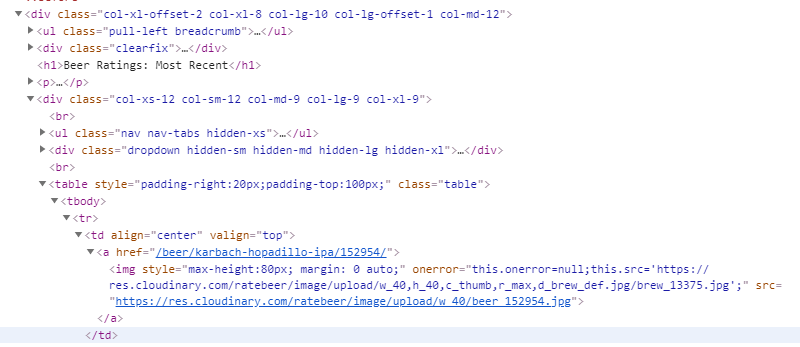 <div class="col-xl-offset-2 col-xl-8 col-lg-10 col-lg-offset-1 col-md-12">
<ul class="pull-left breadcrumb">…</ul>
<div class="clearfix">…</div>
<h1>Beer Ratings: Most Recent</h1>
<p>…</p>
<div class="col-xs-12 col-sm-12 col-md-9 col-lg-9 col-xl-9">
<br>
<ul class="nav nav-tabs hidden-xs">…</ul>
<div class="dropdown hidden-sm hidden-md hidden-lg hidden-xl">…</div>
<br>
<table style="padding-right:20px;padding-top:100px;" class="table">
<tbody>
<tr>
<td align="center" valign="top">
<a href="/beer/karbach-hopadillo-ipa/152954/">
<img style="max-height:80px; margin: 0 auto;" onerror="this.onerror=null;this.src='https://
res.cloudinary.com/ratebeer/image/upload/w_40,h_40,c_thumb,r_max,d_brew_def.jpg/brew_13375.jpg';" src=
"https://res.cloudinary.com/ratebeer/image/upload/w_40/beer_152954.jpg">
</a>
</td>